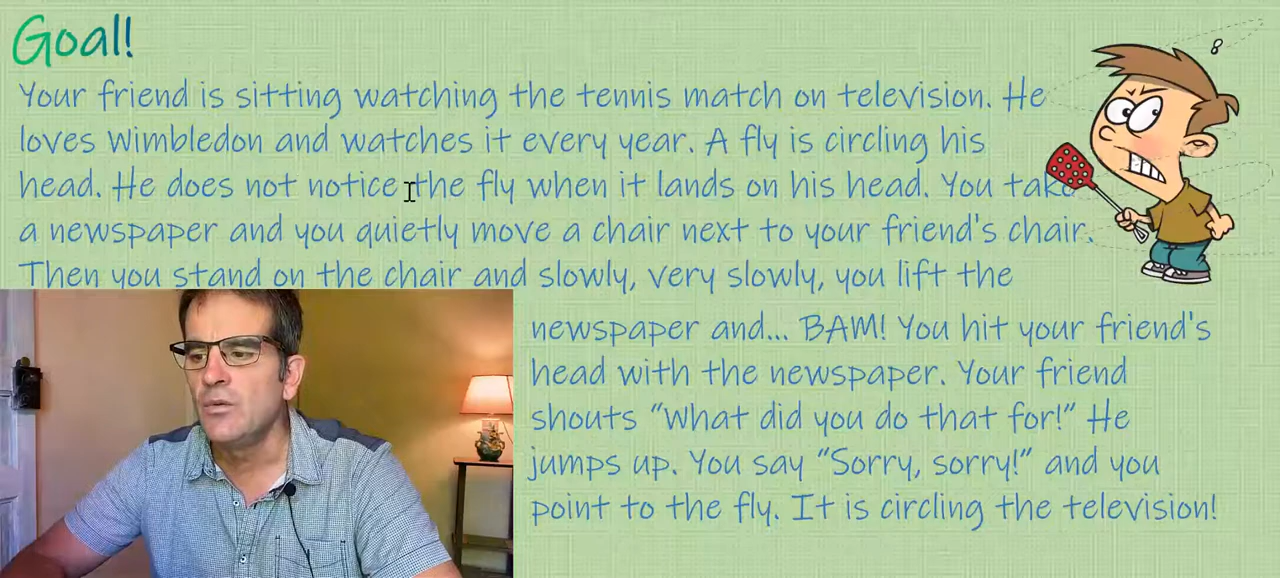 Goal!
Your friend is sitting watching the tennis match on television. He
loves Wimbledon and watches it every year. A fly is circling his
head. He does not notice the fly when it lands on his head. You take
a newspaper and you quietly move a chair next to your friend's chair.
Then you stand on the chair and slowly, very slowly, you lift the
newspaper and... BAM! You hit your friend's
head with the newspaper. Your friend
shouts “What did you do that for!” He
jumps up. You say “Sorry, sorry!” and you
point to the fly. It is circling the television!